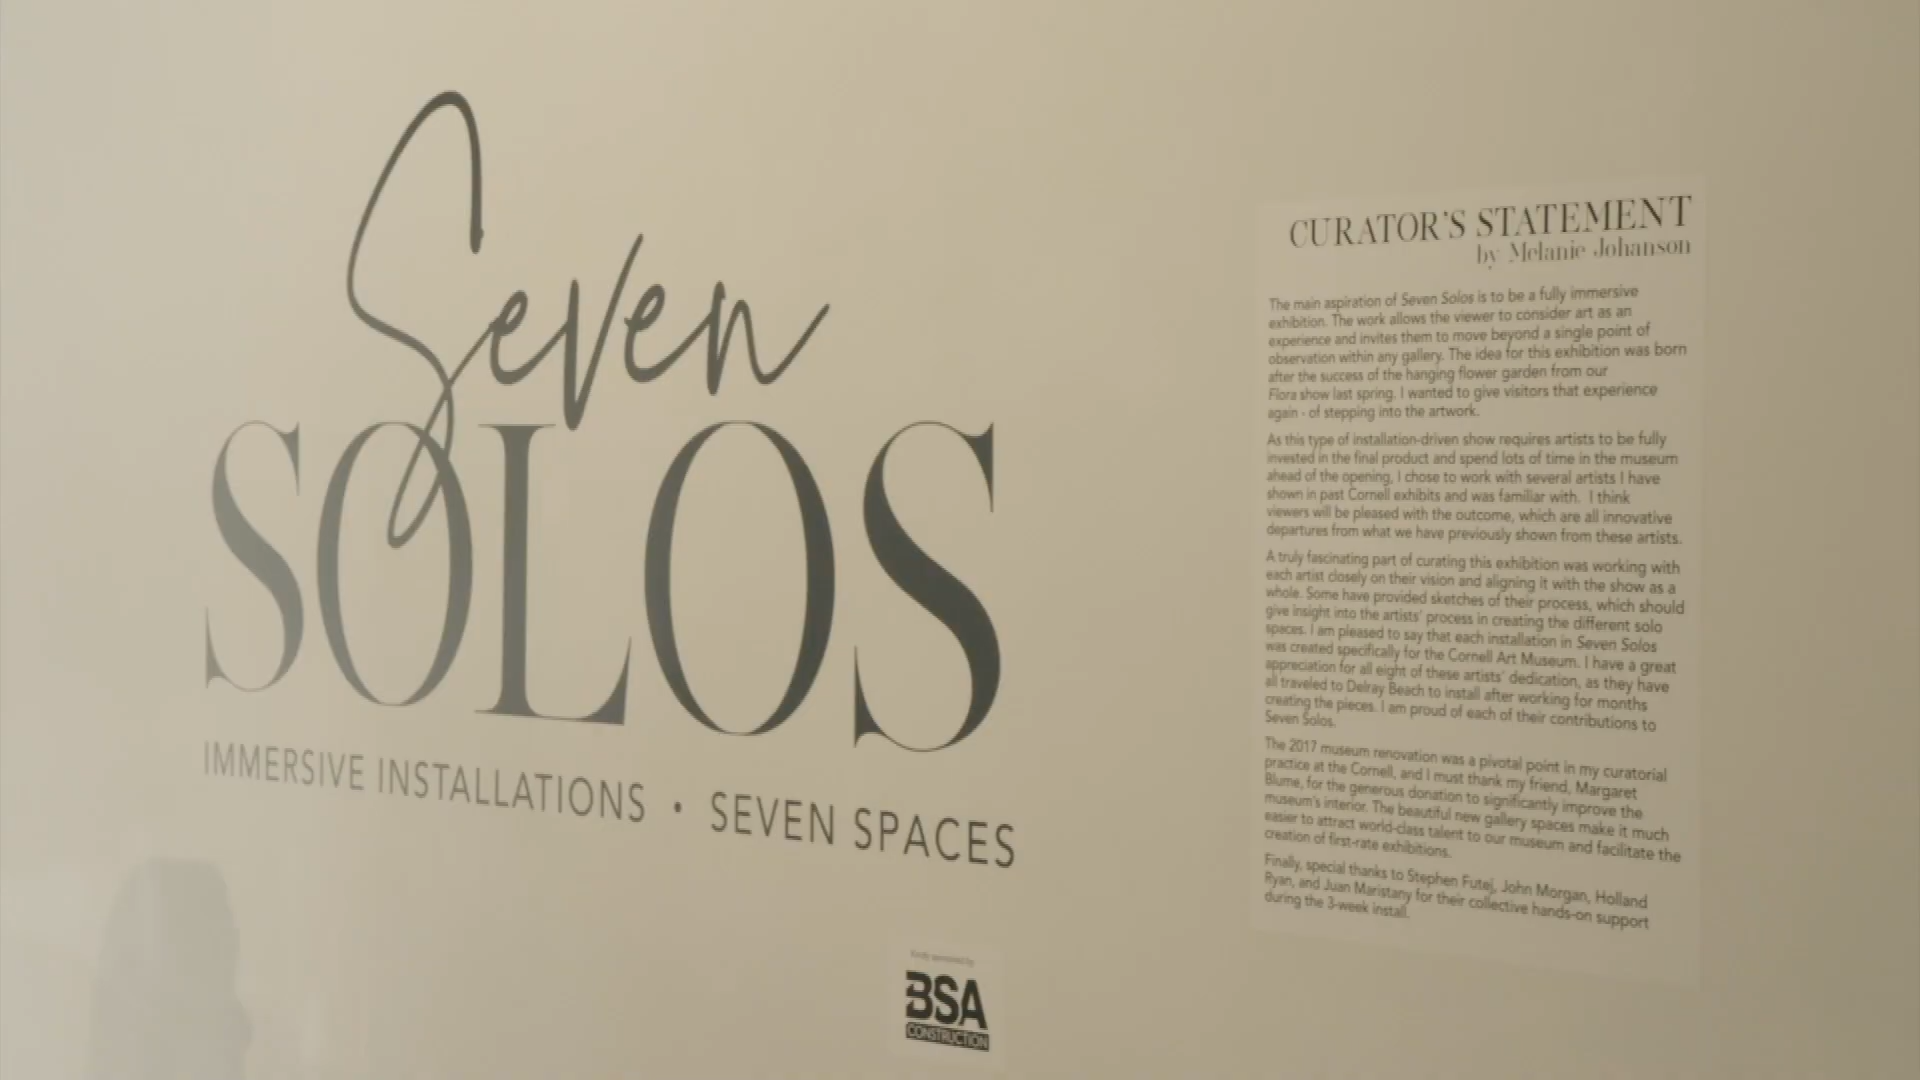 Seven
SOLOS
IMMERSIVE INSTALLATIONS • SEVEN SPACES
Kindly sponsored by
BSA
CONSTRUCTION
CURATOR'S STATEMENT
by Melanie Johanson
The main aspiration of Seven Solos is to be a fully immersive
exhibition. The work allows the viewer to consider art as an
experience and invites them to move beyond a single point of
observation within any gallery. The idea for this exhibition was born
after the success of the hanging flower garden from our
Flora show last spring. I wanted to give visitors that experience
again - of stepping into the artwork.
As this type of installation-driven show requires artists to be fully
invested in the final product and spend lots of time in the museum
ahead of the opening, I chose to work with several artists I have
shown in past Cornell exhibits and was familiar with. I think
viewers will be pleased with the outcome, which are all innovative
departures from what we have previously shown from these artists.
A truly fascinating part of curating this exhibition was working with
each artist closely on their vision and aligning it with the show as a
whole. Some have provided sketches of their process, which should
give insight into the artists' process in creating the different solo
spaces. I am pleased to say that each installation in Seven Solos
was created specifically for the Cornell Art Museum. I have a great
appreciation for all eight of these artists' dedication, as they have
all traveled to Delray Beach to install after working for months
creating the pieces. I am proud of each of their contributions to
Seven Solos.
The 2017 museum renovation was a pivotal point in my curatorial
practice at the Cornell, and I must thank my friend, Margaret
Blume, for the generous donation to significantly improve the
museum's interior. The beautiful new gallery spaces make it much
easier to attract world-class talent to our museum and facilitate the
creation of first-rate exhibitions.
Finally, special thanks to Stephen Futej, John Morgan, Holland
Ryan, and Juan Maristany for their collective hands-on support
during the 3-week install.